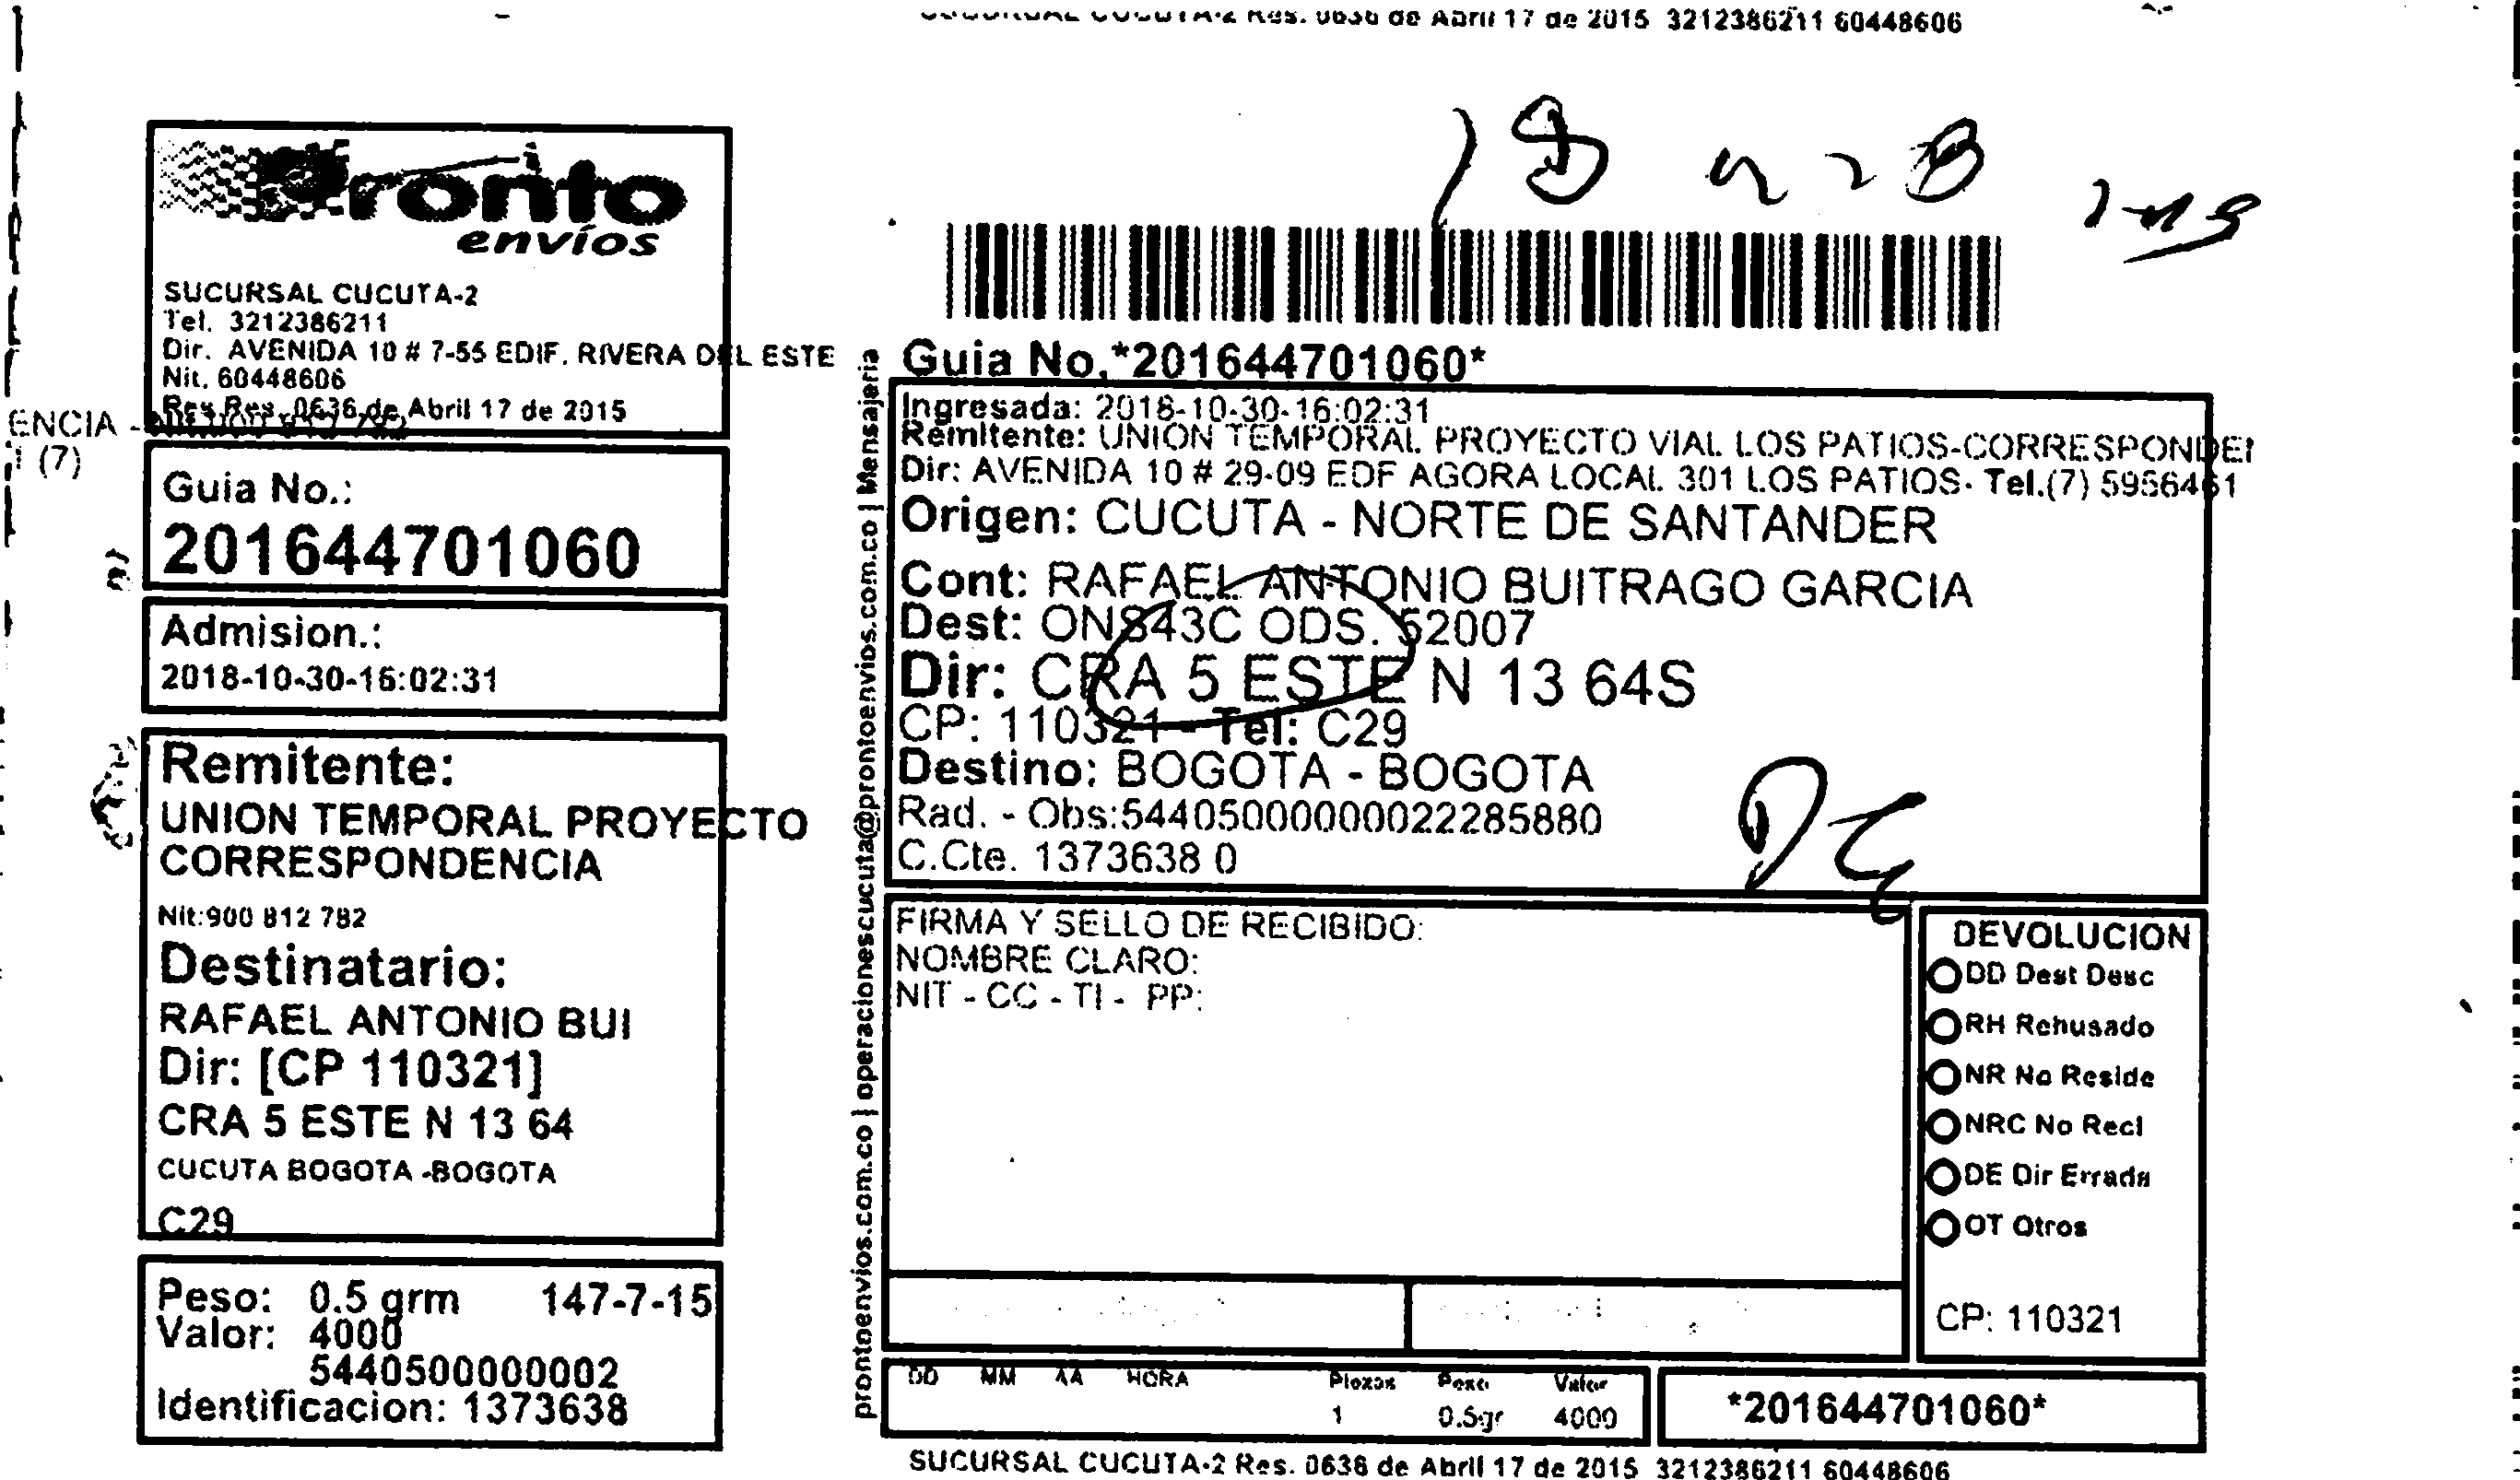 Res. 0636 de Abril 17 de 2015 3212386211 60448606
Pronto
envíos
SUCURSAL CUCUTA-2
Tel. 3212386211
Dir. AVENIDA 10 # 7-55 EDIF. RIVERA DEL ESTE
Nit. 60448606
Res Res. 0636 de Abril 17 de 2015
ENCIA -
(7)
Guia No.:
201644701060
Admision.:
2018-10-30-16:02:31
Remitente:
UNION TEMPORAL PROYECTO
CORRESPONDENCIA
Nit:900 812 782
Destinatario:
RAFAEL ANTONIO BUI
Dir: [CP 110321]
CRA 5 ESTE N 13 64
CUCUTA BOGOTA -BOGOTA
C29
Peso: 0.5 grm 147-7-15
Valor: 4000
5440500000002
Identificacion: 1373638
prontoenvios.com.co | operacionescucuta@prontoenvios.com.co | Mensajeria
Guia No.*201644701060*
Ingresada: 2018-10-30-16:02:31
Remitente: UNION TEMPORAL PROYECTO VIAL LOS PATIOS-CORRESPONDEN
Dir: AVENIDA 10 # 29-09 EDF AGORA LOCAL 301 LOS PATIOS- Tel.(7) 5956461
Origen: CUCUTA - NORTE DE SANTANDER
Cont: RAFAEL ANTONIO BUITRAGO GARCIA
Dest: ONS43C ODS. 52007
Dir: CRA 5 ESTE N 13 64S
CP: 110321 - Tel: C29
Destino: BOGOTA - BOGOTA
Rad. - Obs:544050000000022285880
C.Cte. 1373638 0
FIRMA Y SELLO DE RECIBIDO:
NOMBRE CLARO:
NIT - CC - TI - PP:
DEVOLUCION
DD Dest Desc
RH Rehusado
NR No Reside
NRC No Recl
DE Dir Errada
OT Otros
CP: 110321
DD MM AA HORA Piezas Peso Valor
1 0.5gr 4000
*201644701060*
SUCURSAL CUCUTA-2 Res. 0636 de Abril 17 de 2015 3212386211 60448606